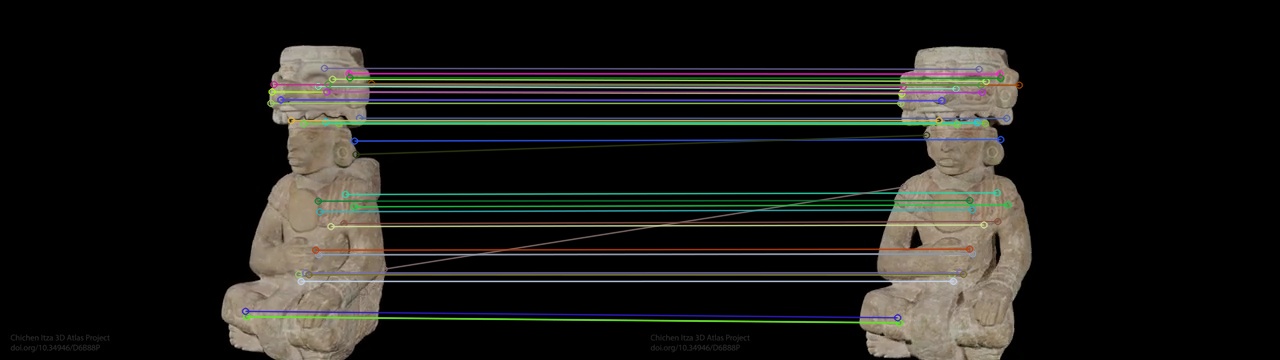 Chichen Itza 3D Atlas Project
doi.org/10.34946/D6B88P
Chichen Itza 3D Atlas Project
doi.org/10.34946/D6B88P